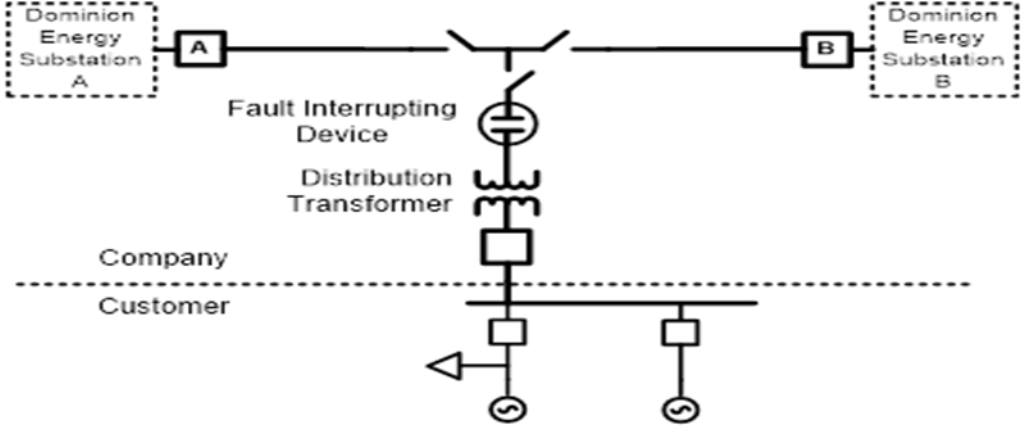 Dominion
Energy
Substation
A
A
B
Dominion
Energy
Substation
B
Fault Interrupting
Device
Distribution
Transformer
Company
Customer